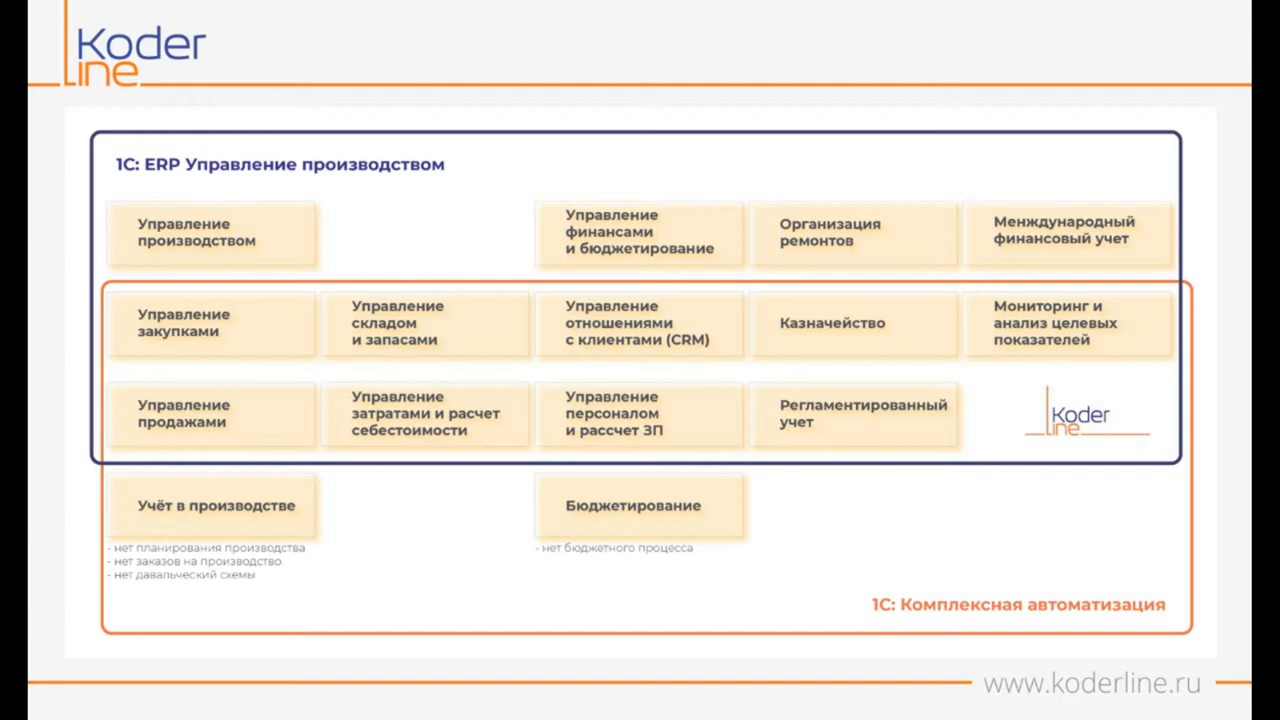 Koder
line
1С: ERP Управление производством
Управление
производством
Управление
финансами
и бюджетирование
Организация
ремонтов
Менждународный
финансовый учет
Управление
закупками
Управление
складом
и запасами
Управление
отношениями
с клиентами (CRM)
Казначейство
Мониторинг и
анализ целевых
показателей
Управление
продажами
Управление
затратами и расчет
себестоимости
Управление
персоналом
и рассчет ЗП
Регламентированный
учет
Koder
line
Учёт в производстве
- нет планирования производства
- нет заказов на производство
- нет давальческий схемы
Бюджетирование
- нет бюджетного процесса
1С: Комплексная автоматизация
www.koderline.ru